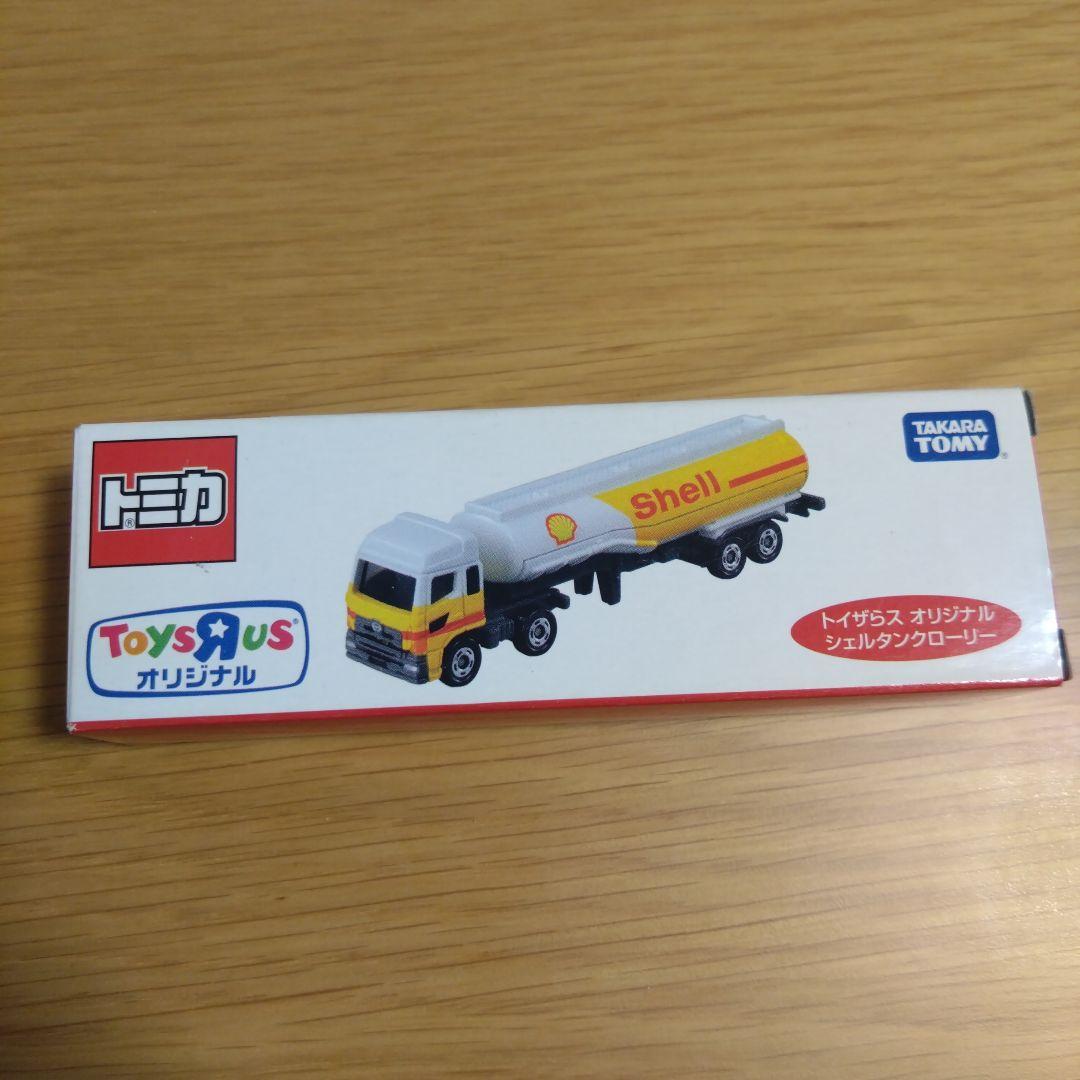 トミカ®
TOYSЯUS®
オリジナル
Shell
TAKARA
TOMY®
トイザらス オリジナル
シェルタンクローリー